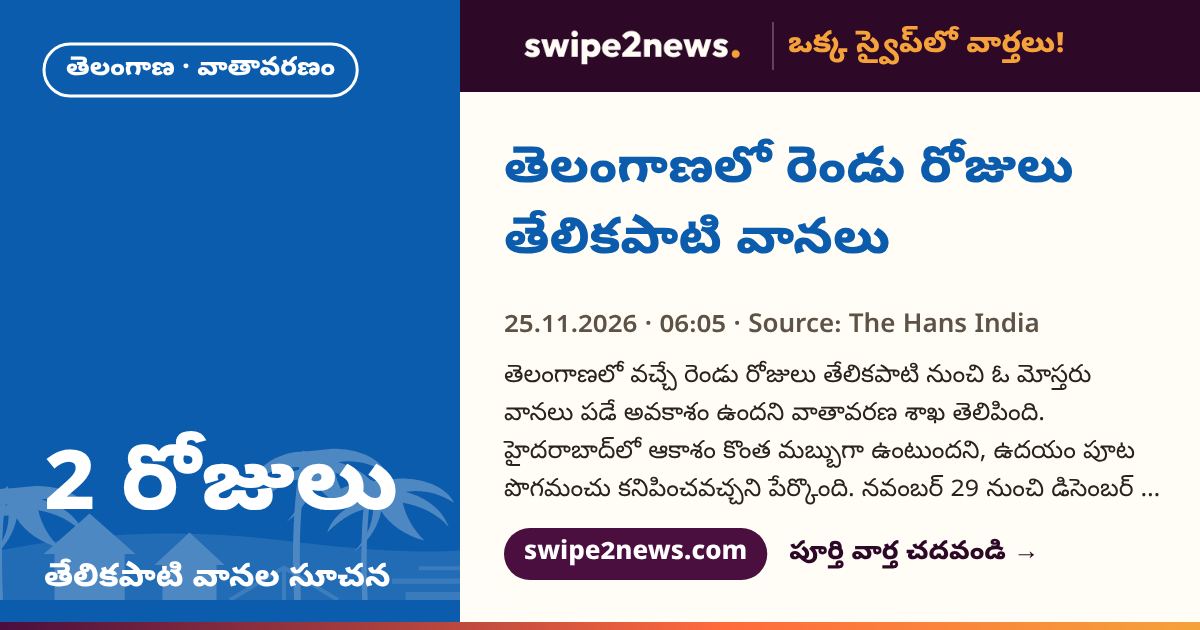 తెలంగాణ · వాతావరణం
2 రోజులు
తేలికపాటి వానల సూచన
swipe2news. ఒక్క స్వైప్‌లో వార్తలు!
తెలంగాణలో రెండు రోజులు
తేలికపాటి వానలు
25.11.2026 · 06:05 · Source: The Hans India
తెలంగాణలో వచ్చే రెండు రోజులు తేలికపాటి నుంచి ఓ మోస్తరు
వానలు పడే అవకాశం ఉందని వాతావరణ శాఖ తెలిపింది.
హైదరాబాద్‌లో ఆకాశం కొంత మబ్బుగా ఉంటుందని, ఉదయం పూట
పొగమంచు కనిపించవచ్చని పేర్కొంది. నవంబర్ 29 నుంచి డిసెంబర్ ...
swipe2news.com పూర్తి వార్త చదవండి →